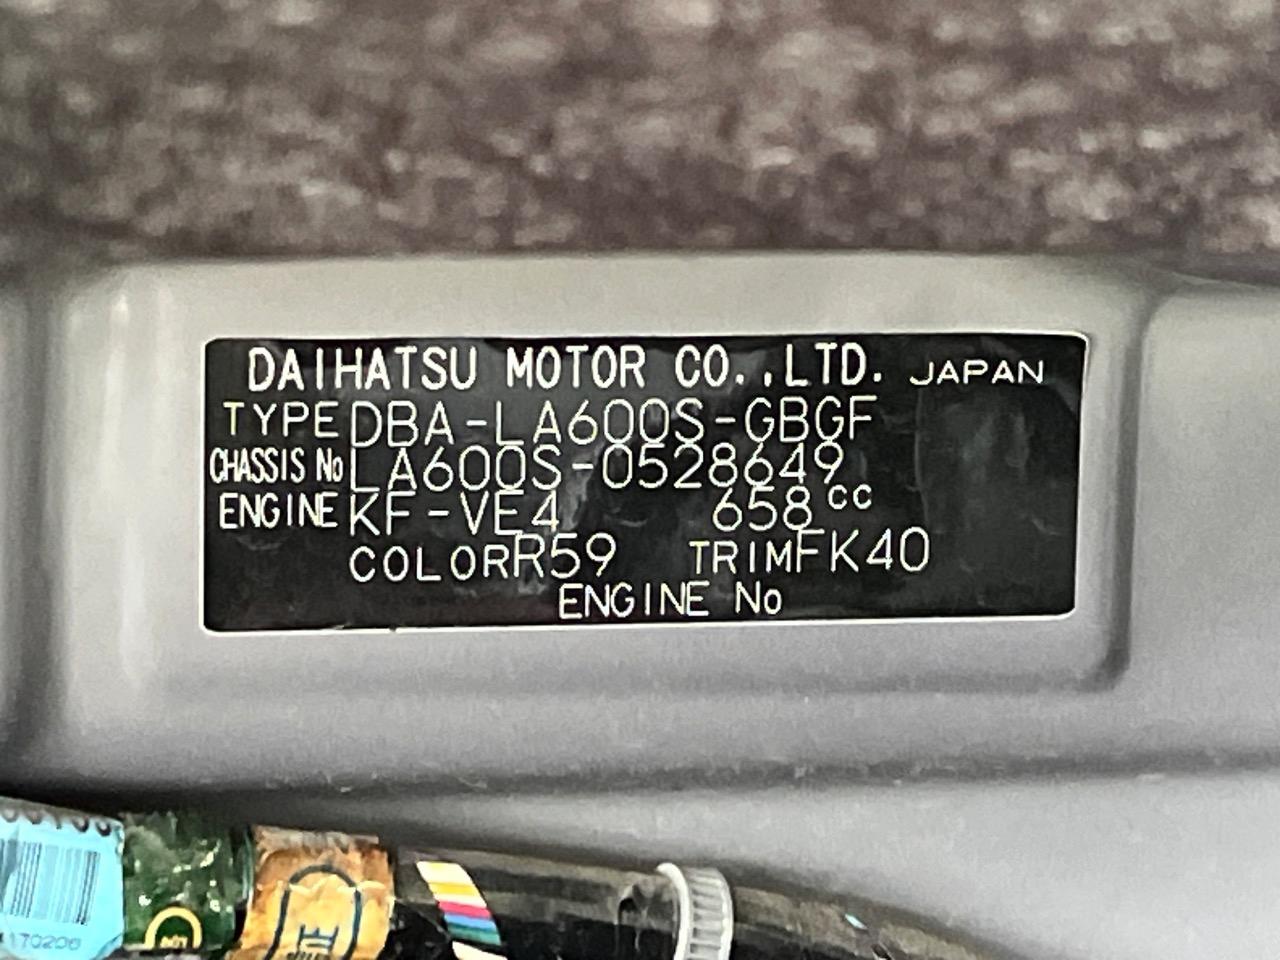 DAIHATSU MOTOR CO.,LTD. JAPAN
TYPE DBA-LA600S-GBGF
CHASSIS No LA600S-0528649
ENGINE KF-VE4 658cc
COLOR R59 TRIM FK40
ENGINE No
170206